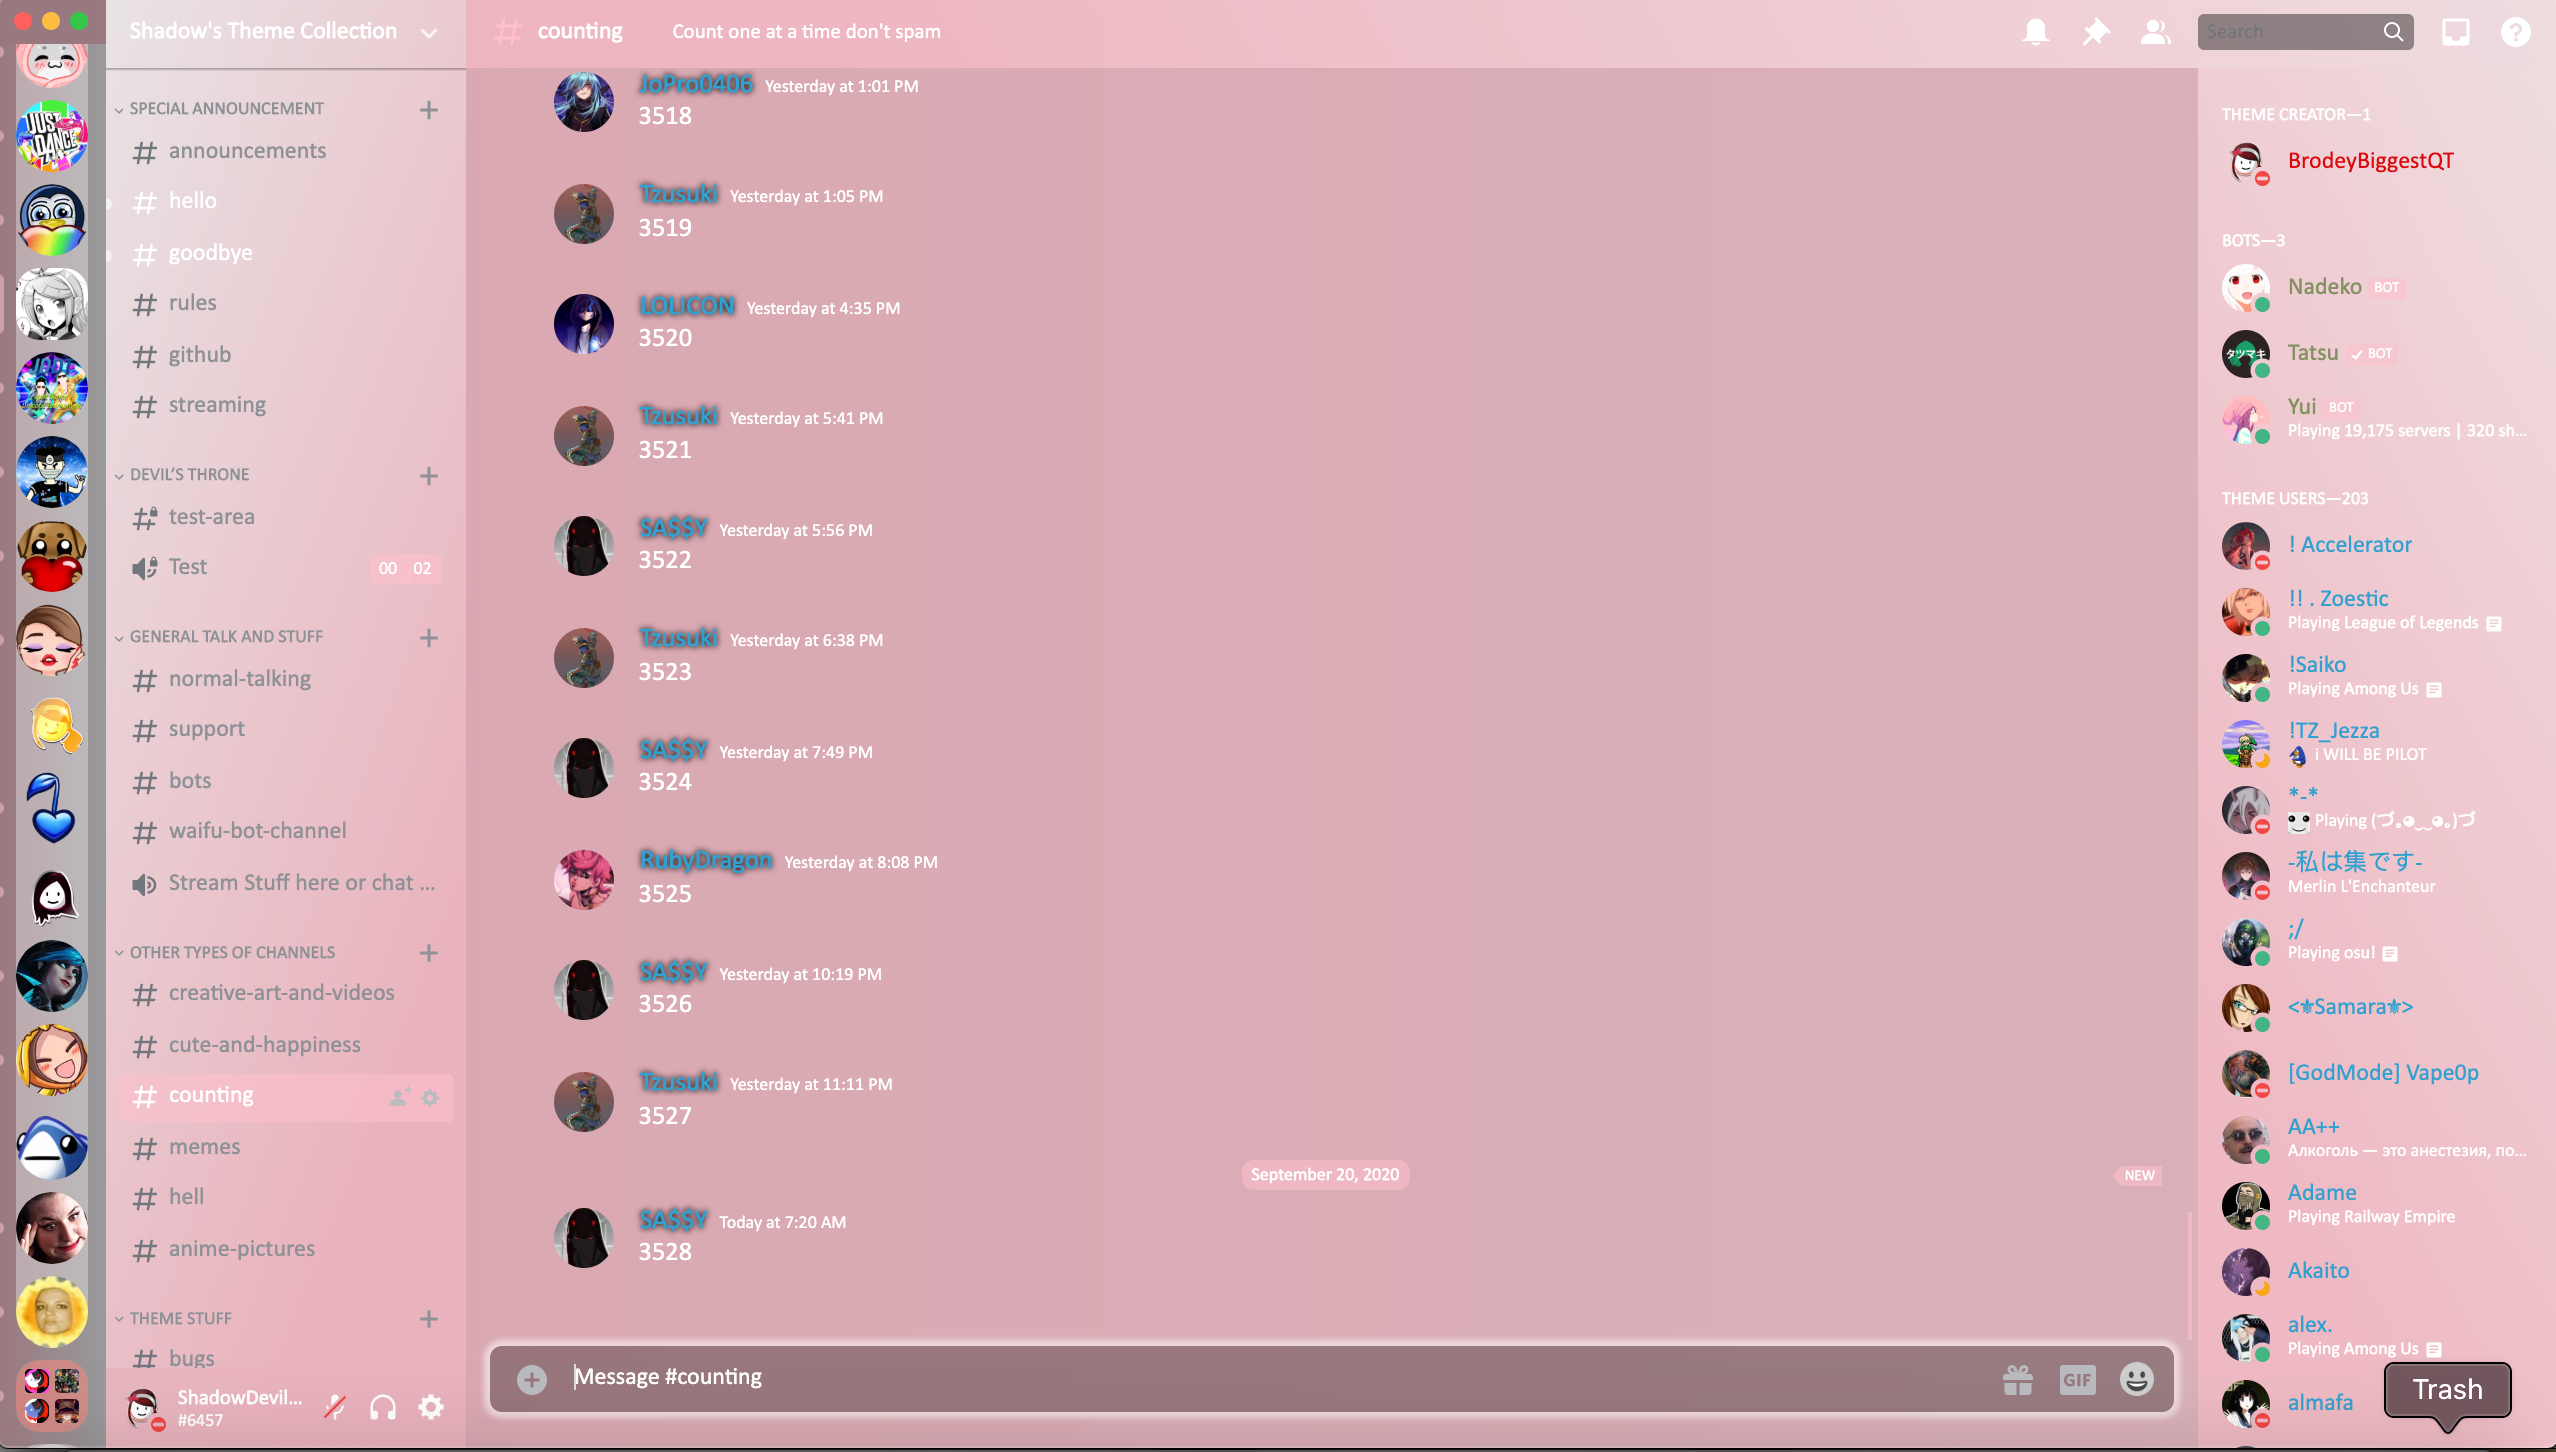 Shadow's Theme Collection
SPECIAL ANNOUNCEMENT
announcements
hello
goodbye
rules
github
streaming
DEVIL'S THRONE
test-area
Test
00 02
GENERAL TALK AND STUFF
normal-talking
support
bots
waifu-bot-channel
Stream Stuff here or chat ...
OTHER TYPES OF CHANNELS
creative-art-and-videos
cute-and-happiness
counting
memes
hell
anime-pictures
THEME STUFF
bugs
ShadowDevil...
#6457
JUST DANCE
counting
Count one at a time don't spam
Search
JoPro0406 Yesterday at 1:01 PM
3518
Tzusuki Yesterday at 1:05 PM
3519
LOLICON Yesterday at 4:35 PM
3520
Tzusuki Yesterday at 5:41 PM
3521
SA$$Y Yesterday at 5:56 PM
3522
Tzusuki Yesterday at 6:38 PM
3523
SA$$Y Yesterday at 7:49 PM
3524
RubyDragon Yesterday at 8:08 PM
3525
SA$$Y Yesterday at 10:19 PM
3526
Tzusuki Yesterday at 11:11 PM
3527
September 20, 2020
NEW
SA$$Y Today at 7:20 AM
3528
Message #counting
GIF
THEME CREATOR—1
BrodeyBiggestQT
BOTS—3
Nadeko BOT
タツマキ
Tatsu ✓ BOT
Yui BOT
Playing 19,175 servers | 320 sh...
THEME USERS—203
! Accelerator
!! . Zoestic
Playing League of Legends
!Saiko
Playing Among Us
!TZ_Jezza
i WILL BE PILOT
*-*
Playing (づ｡◕‿‿◕｡)づ
-私は集です-
Merlin L'Enchanteur
;/
Playing osu!
<⚜Samara⚜>
[GodMode] Vape0p
AA++
Алкоголь — это анестезия, по...
Adame
Playing Railway Empire
Akaito
alex.
Playing Among Us
almafa
Trash